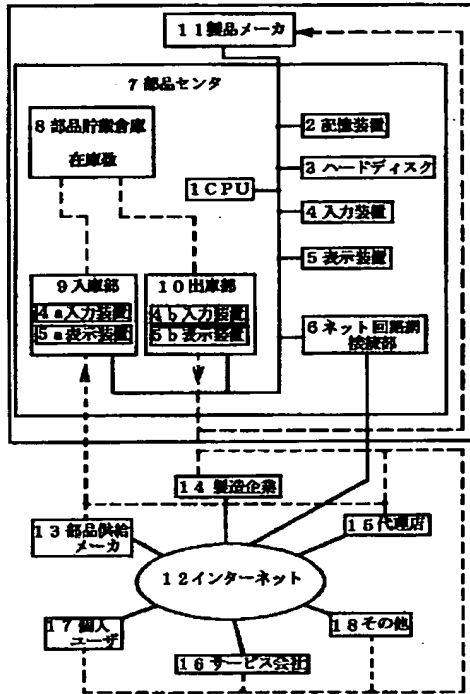 11製品メーカ
7部品センタ
8部品貯蔵倉庫
在庫数
2記憶装置
3ハードディスク
1CPU
4入力装置
5表示装置
9入庫部
4a入力装置
5a表示装置
10出庫部
4b入力装置
5b表示装置
6ネット回路網
接続部
14製造企業
13部品供給
メーカ
15代理店
12インターネット
17個人
ユーザ
18その他
16サービス会社